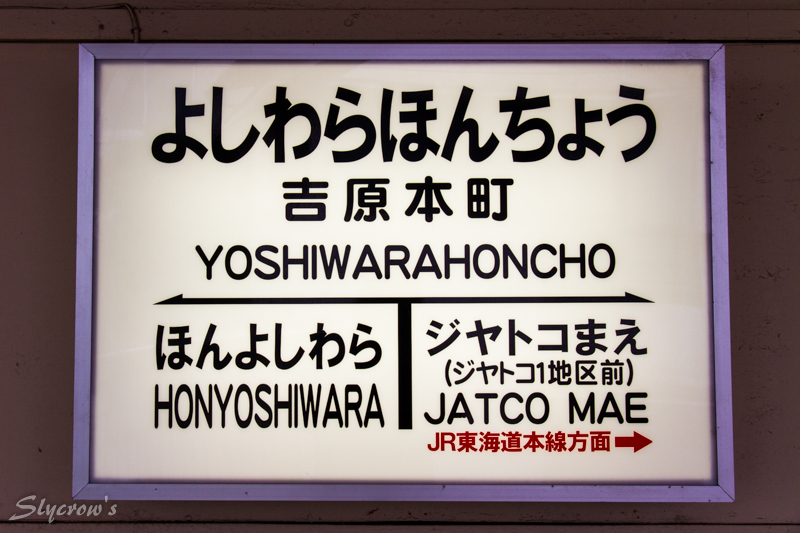 よしわらほんちょう
吉原本町
YOSHIWARAHONCHO
ほんよしわら
HONYOSHIWARA
ジヤトコまえ
(ジヤトコ1地区前)
JATCO MAE
JR東海道本線方面
Slycrow's